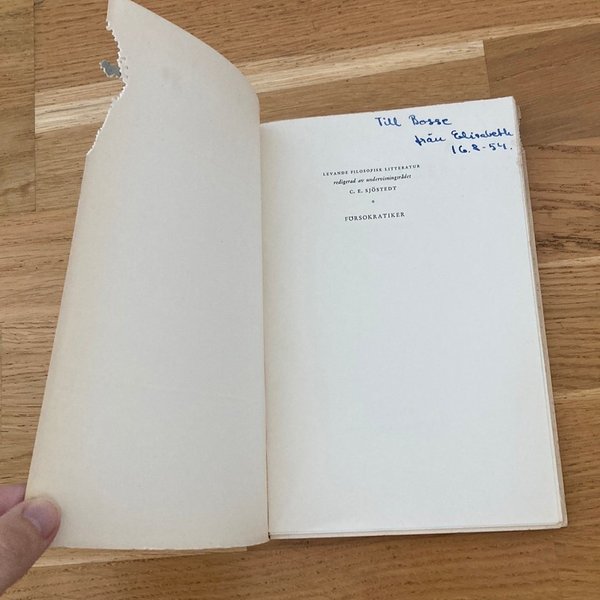 Till Bosse
från Elisabeth
16.8-54.
LEVANDE FILOSOFISK LITTERATUR
redigerad av undervisningsrådet
C. E. SJÖSTEDT
*
FÖRSOKRATIKER